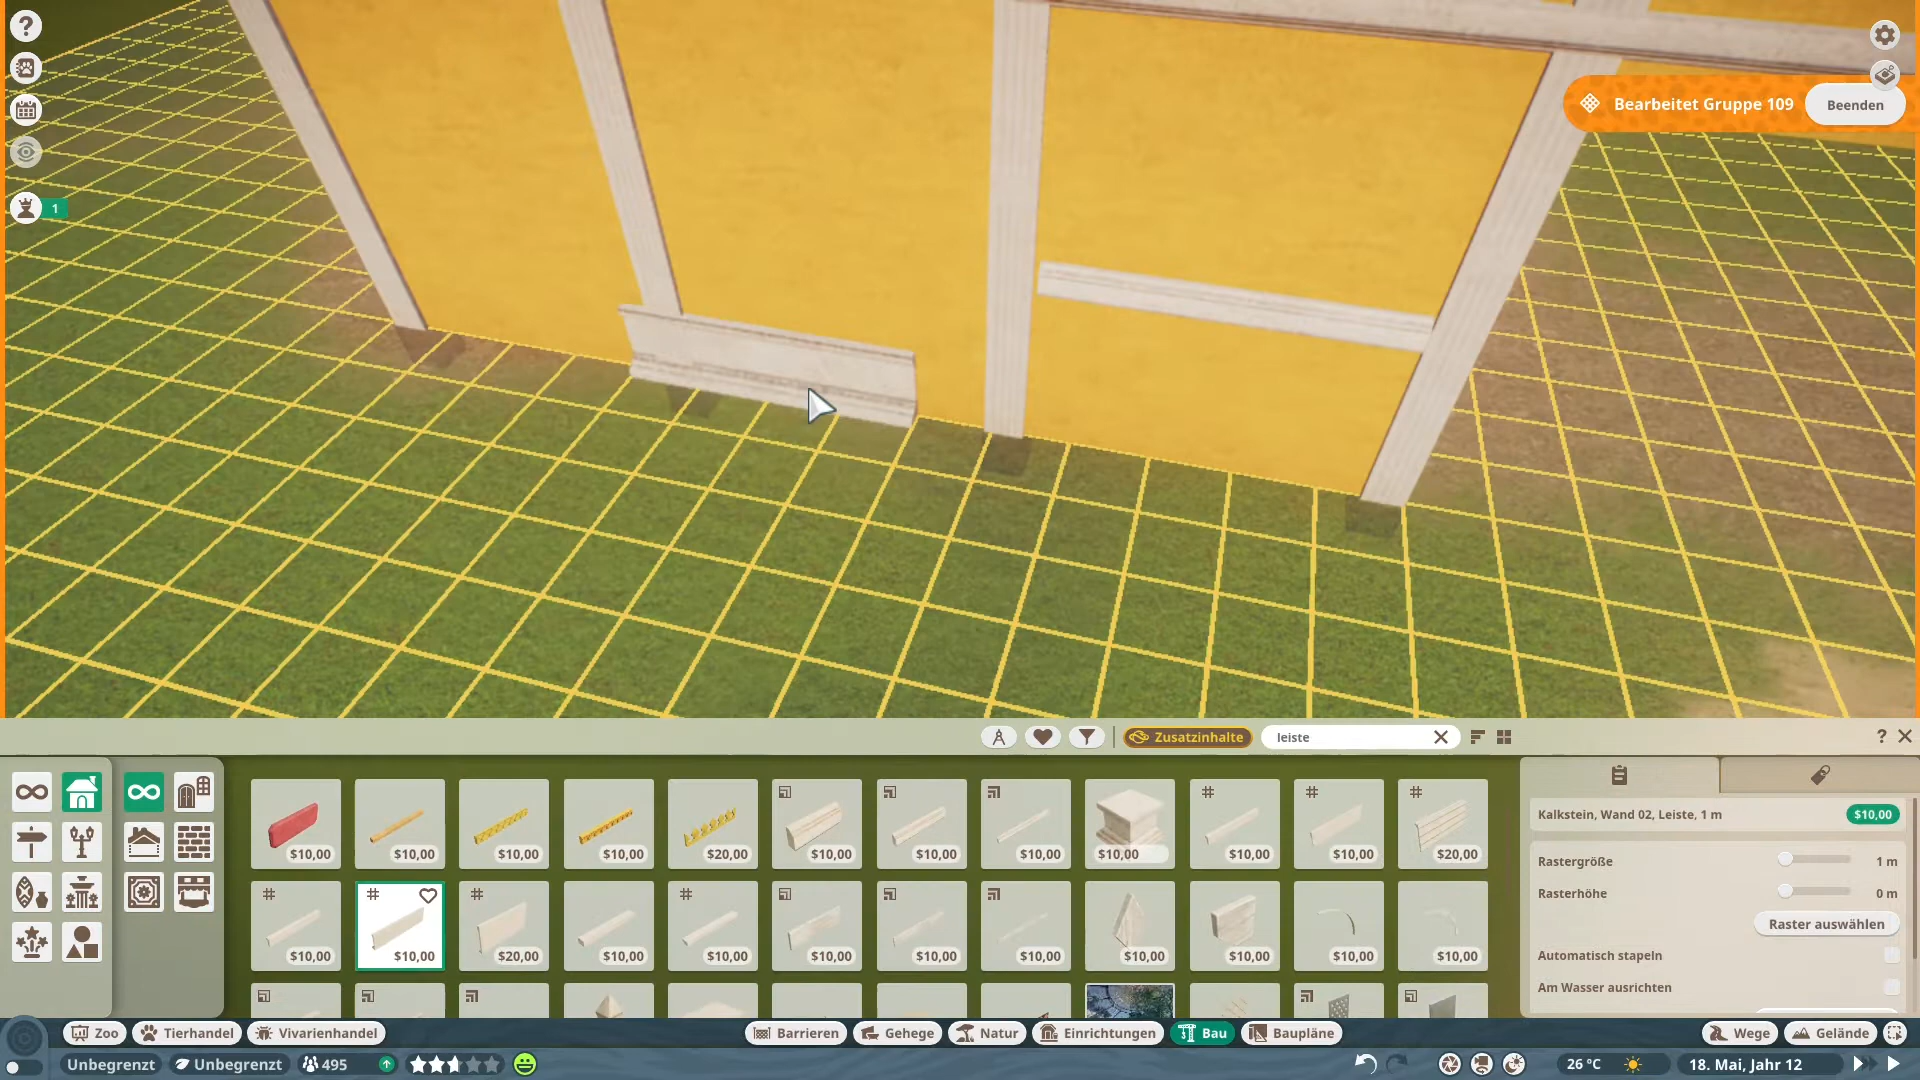 1
Bearbeitet Gruppe 109
Beenden
Zusatzinhalte
leiste
?
$10,00
$10,00
$10,00
$10,00
$20,00
$10,00
$10,00
$10,00
$10,00
$10,00
$10,00
$20,00
$10,00
$10,00
$20,00
$10,00
$10,00
$10,00
$10,00
$10,00
$10,00
$10,00
$10,00
$10,00
Kalkstein, Wand 02, Leiste, 1 m
$10,00
Rastergröße
1 m
Rasterhöhe
0 m
Raster auswählen
Automatisch stapeln
Am Wasser ausrichten
Zoo
Tierhandel
Vivarienhandel
Barrieren
Gehege
Natur
Einrichtungen
Bau
Baupläne
Wege
Gelände
Unbegrenzt
Unbegrenzt
495
26 °C
18. Mai, Jahr 12